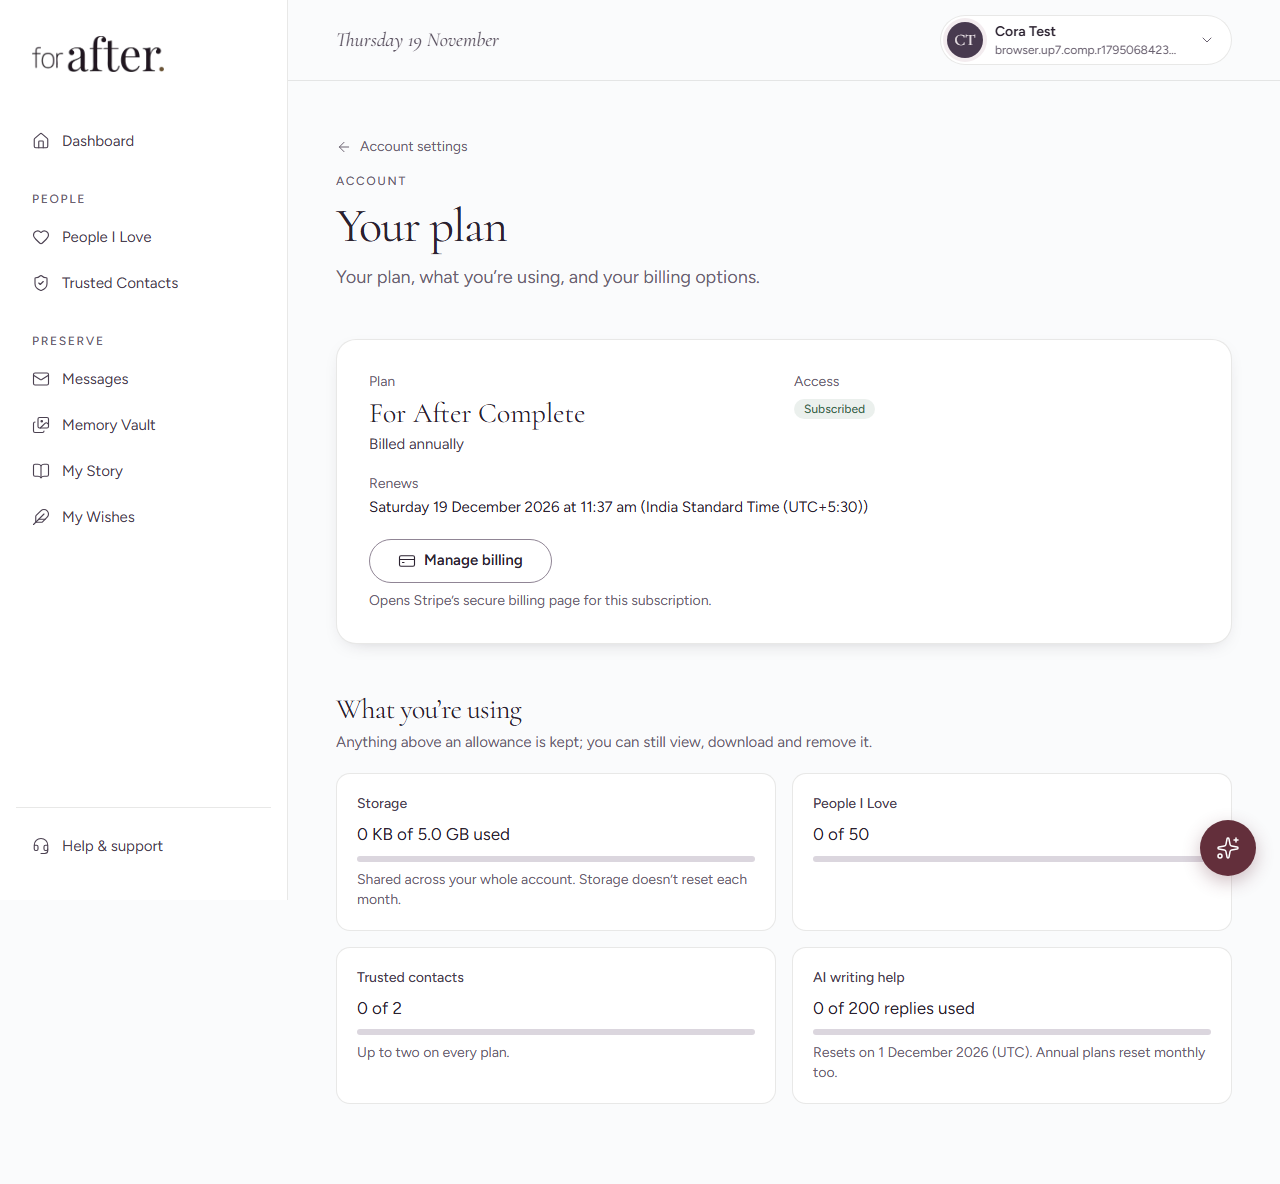 for after.
Thursday 19 November
CT
Cora Test
browser.up7.comp.r1795068423...
Dashboard
PEOPLE
People I Love
Trusted Contacts
PRESERVE
Messages
Memory Vault
My Story
My Wishes
Help & support
Account settings
ACCOUNT
Your plan
Your plan, what you’re using, and your billing options.
Plan
For After Complete
Billed annually
Access
Subscribed
Renews
Saturday 19 December 2026 at 11:37 am (India Standard Time (UTC+5:30))
Manage billing
Opens Stripe’s secure billing page for this subscription.
What you’re using
Anything above an allowance is kept; you can still view, download and remove it.
Storage
0 KB of 5.0 GB used
Shared across your whole account. Storage doesn’t reset each
month.
People I Love
0 of 50
Trusted contacts
0 of 2
Up to two on every plan.
AI writing help
0 of 200 replies used
Resets on 1 December 2026 (UTC). Annual plans reset monthly
too.